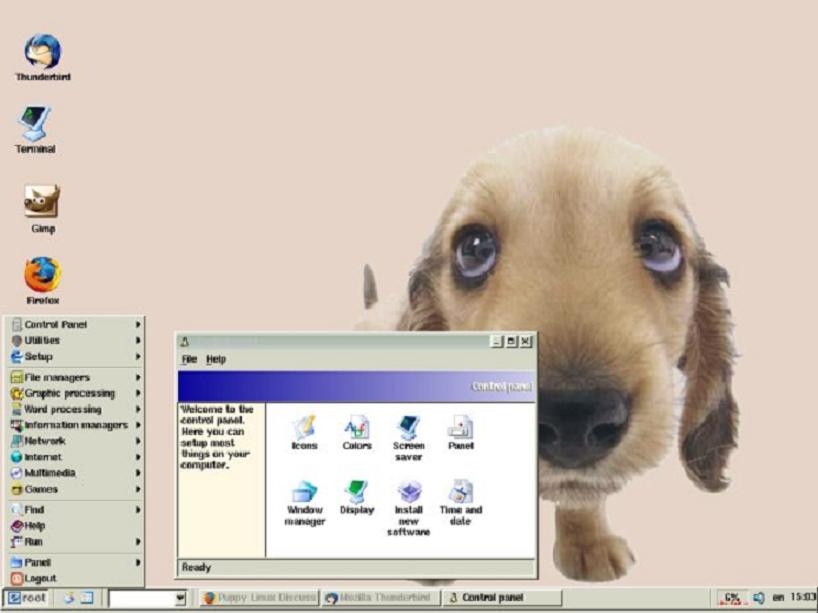 Thunderbird
Terminal
Gimp
Firefox
Control Panel
Utilities
Setup
File managers
Graphic processing
Word processing
Information managers
Network
Internet
Multimedia
Games
Find
Help
Run
Panel
Logout
File Help
Control panel
Welcome to the
control panel.
Here you can
setup most
things on your
computer.
Icons
Colors
Screen
saver
Panel
Window
manager
Display
Install
new
software
Time and
date
Ready
root
Puppy Linux Discuss
Mozilla Thunderbird
Control panel
6%
en
15:03